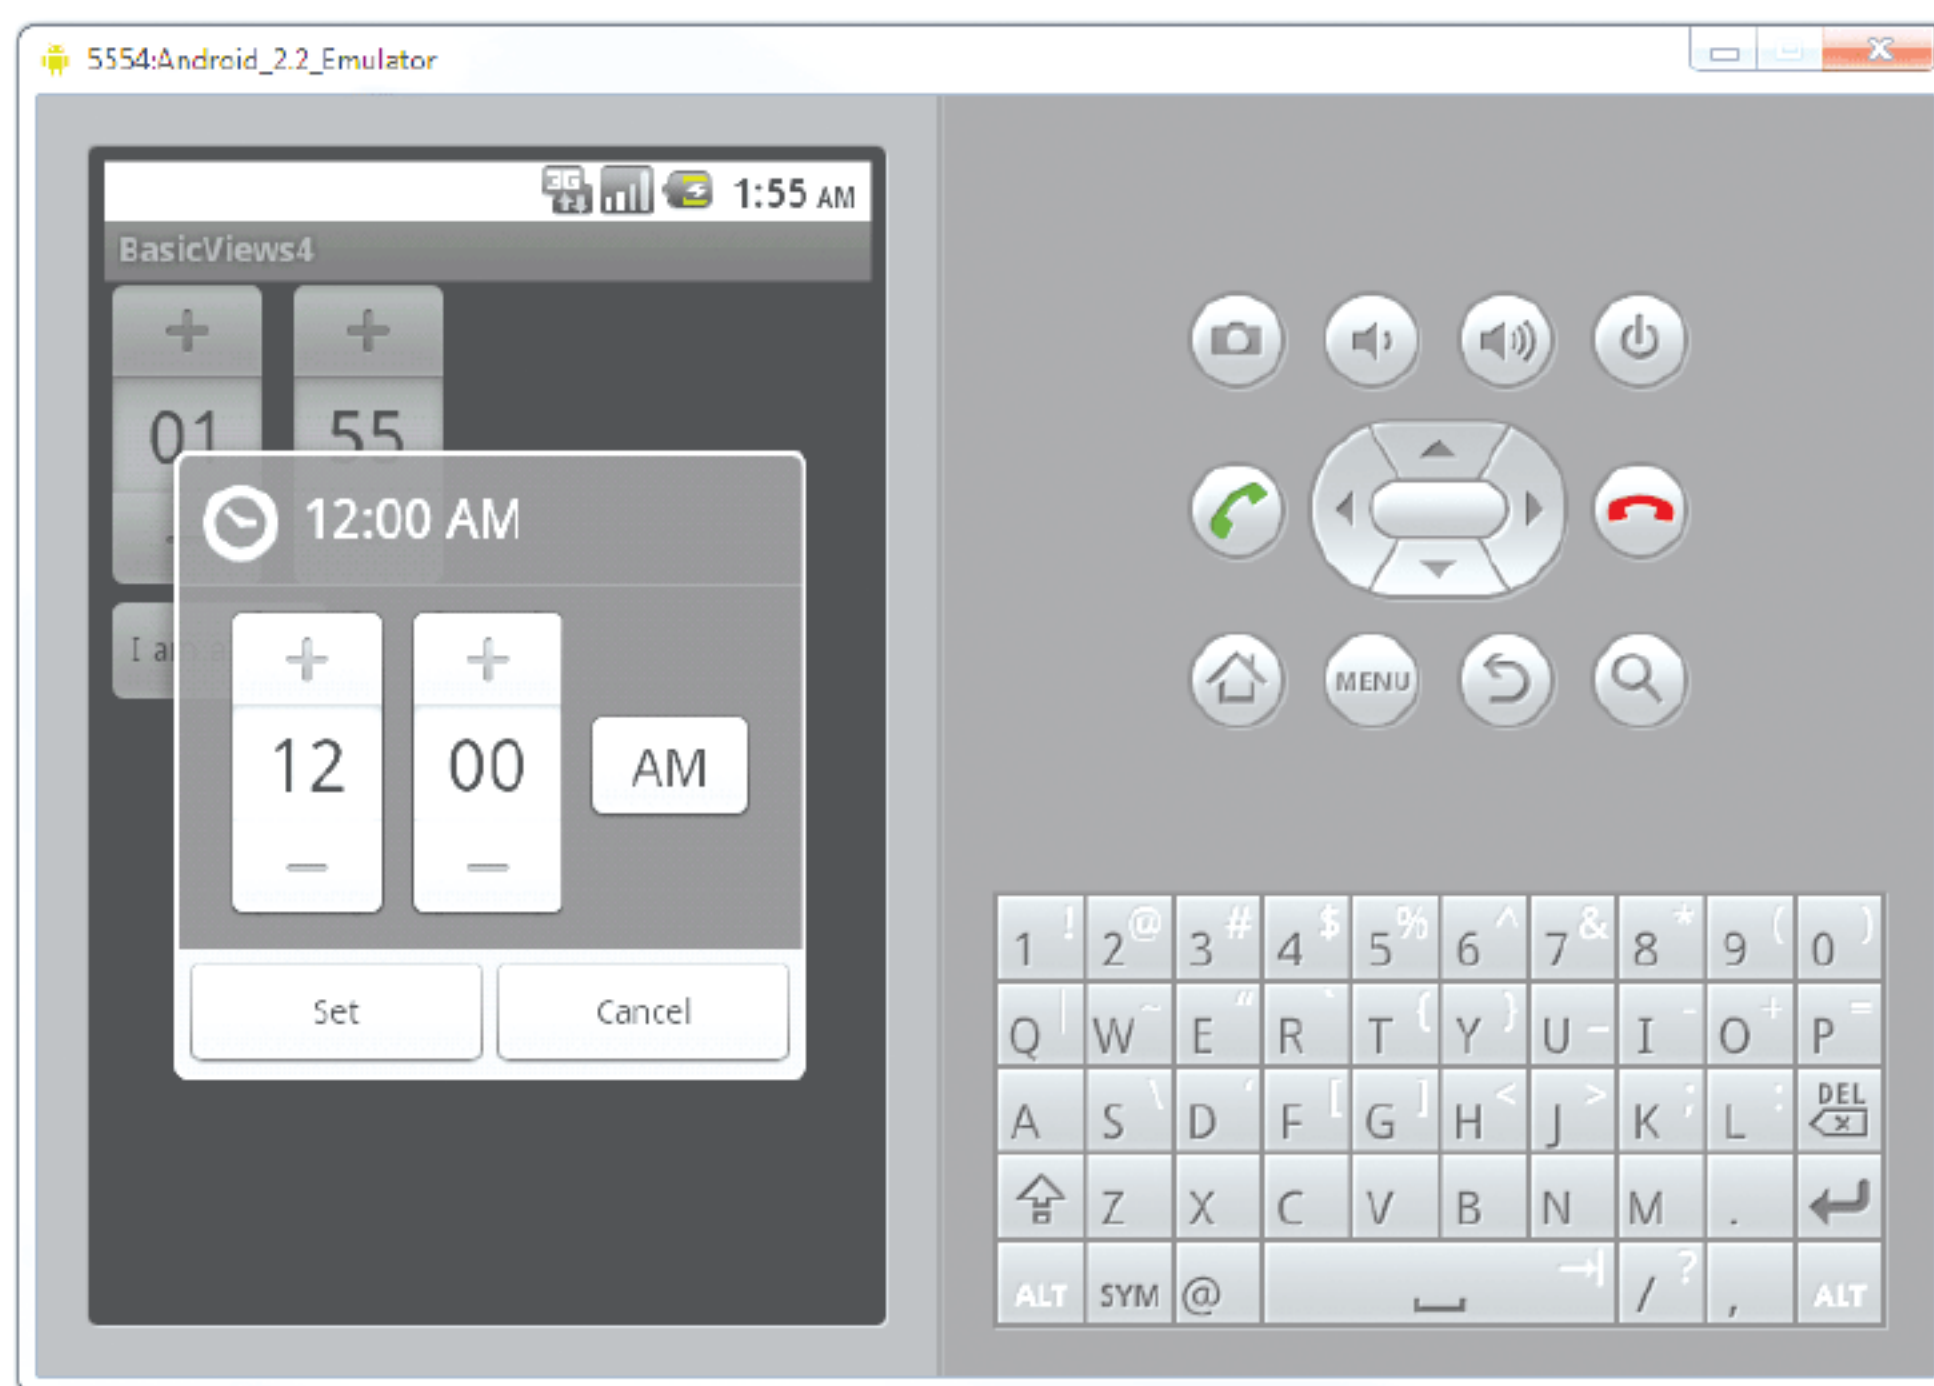 5554:Android_2.2_Emulator
3G 1:55 AM
BasicViews4
+ +
01 55
12:00 AM
I am a
+ +
12 00 AM
− −
Set Cancel
MENU
1 ! 2 @ 3 # 4 $ 5 % 6 ^ 7 & 8 * 9 ( 0 )
Q | W ~ E " R ` T { Y } U _ I - O + P =
A S \ D ' F [ G ] H < J > K ; L : DEL
Z X C V B N M .
ALT SYM @ / ? , ALT